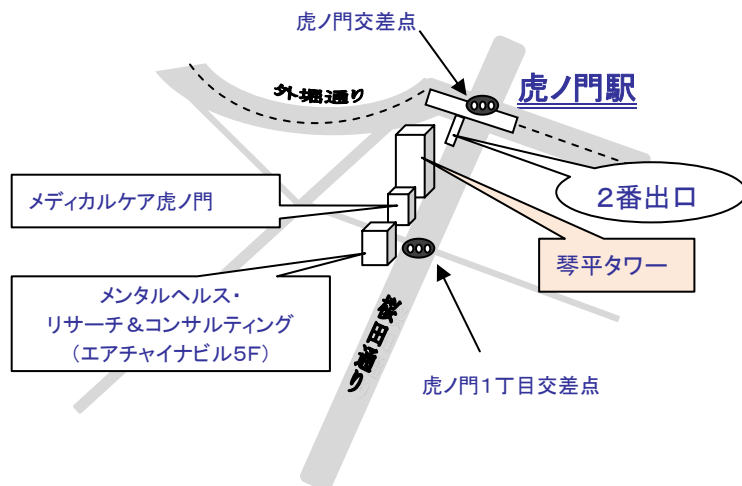 虎ノ門交差点
外堀通り
虎ノ門駅
2番出口
メディカルケア虎ノ門
琴平タワー
メンタルヘルス・
リサーチ&コンサルティング
(エアチャイナビル5F)
桜田通り
虎ノ門1丁目交差点